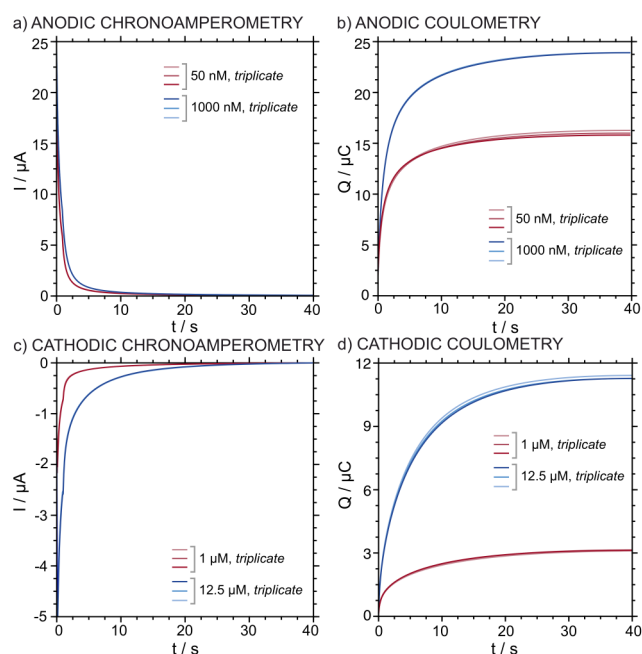 a) ANODIC CHRONOAMPEROMETRY
25
20
15
10
5
0
I / µA
50 nM, triplicate
1000 nM, triplicate
0 10 20 30 40
t / s
b) ANODIC COULOMETRY
25
20
15
10
5
0
Q / µC
50 nM, triplicate
1000 nM, triplicate
0 10 20 30 40
t / s
c) CATHODIC CHRONOAMPEROMETRY
0
-1
-2
-3
-4
-5
I / µA
1 µM, triplicate
12.5 µM, triplicate
0 10 20 30 40
t / s
d) CATHODIC COULOMETRY
12
9
6
3
0
Q / µC
1 µM, triplicate
12.5 µM, triplicate
0 10 20 30 40
t / s